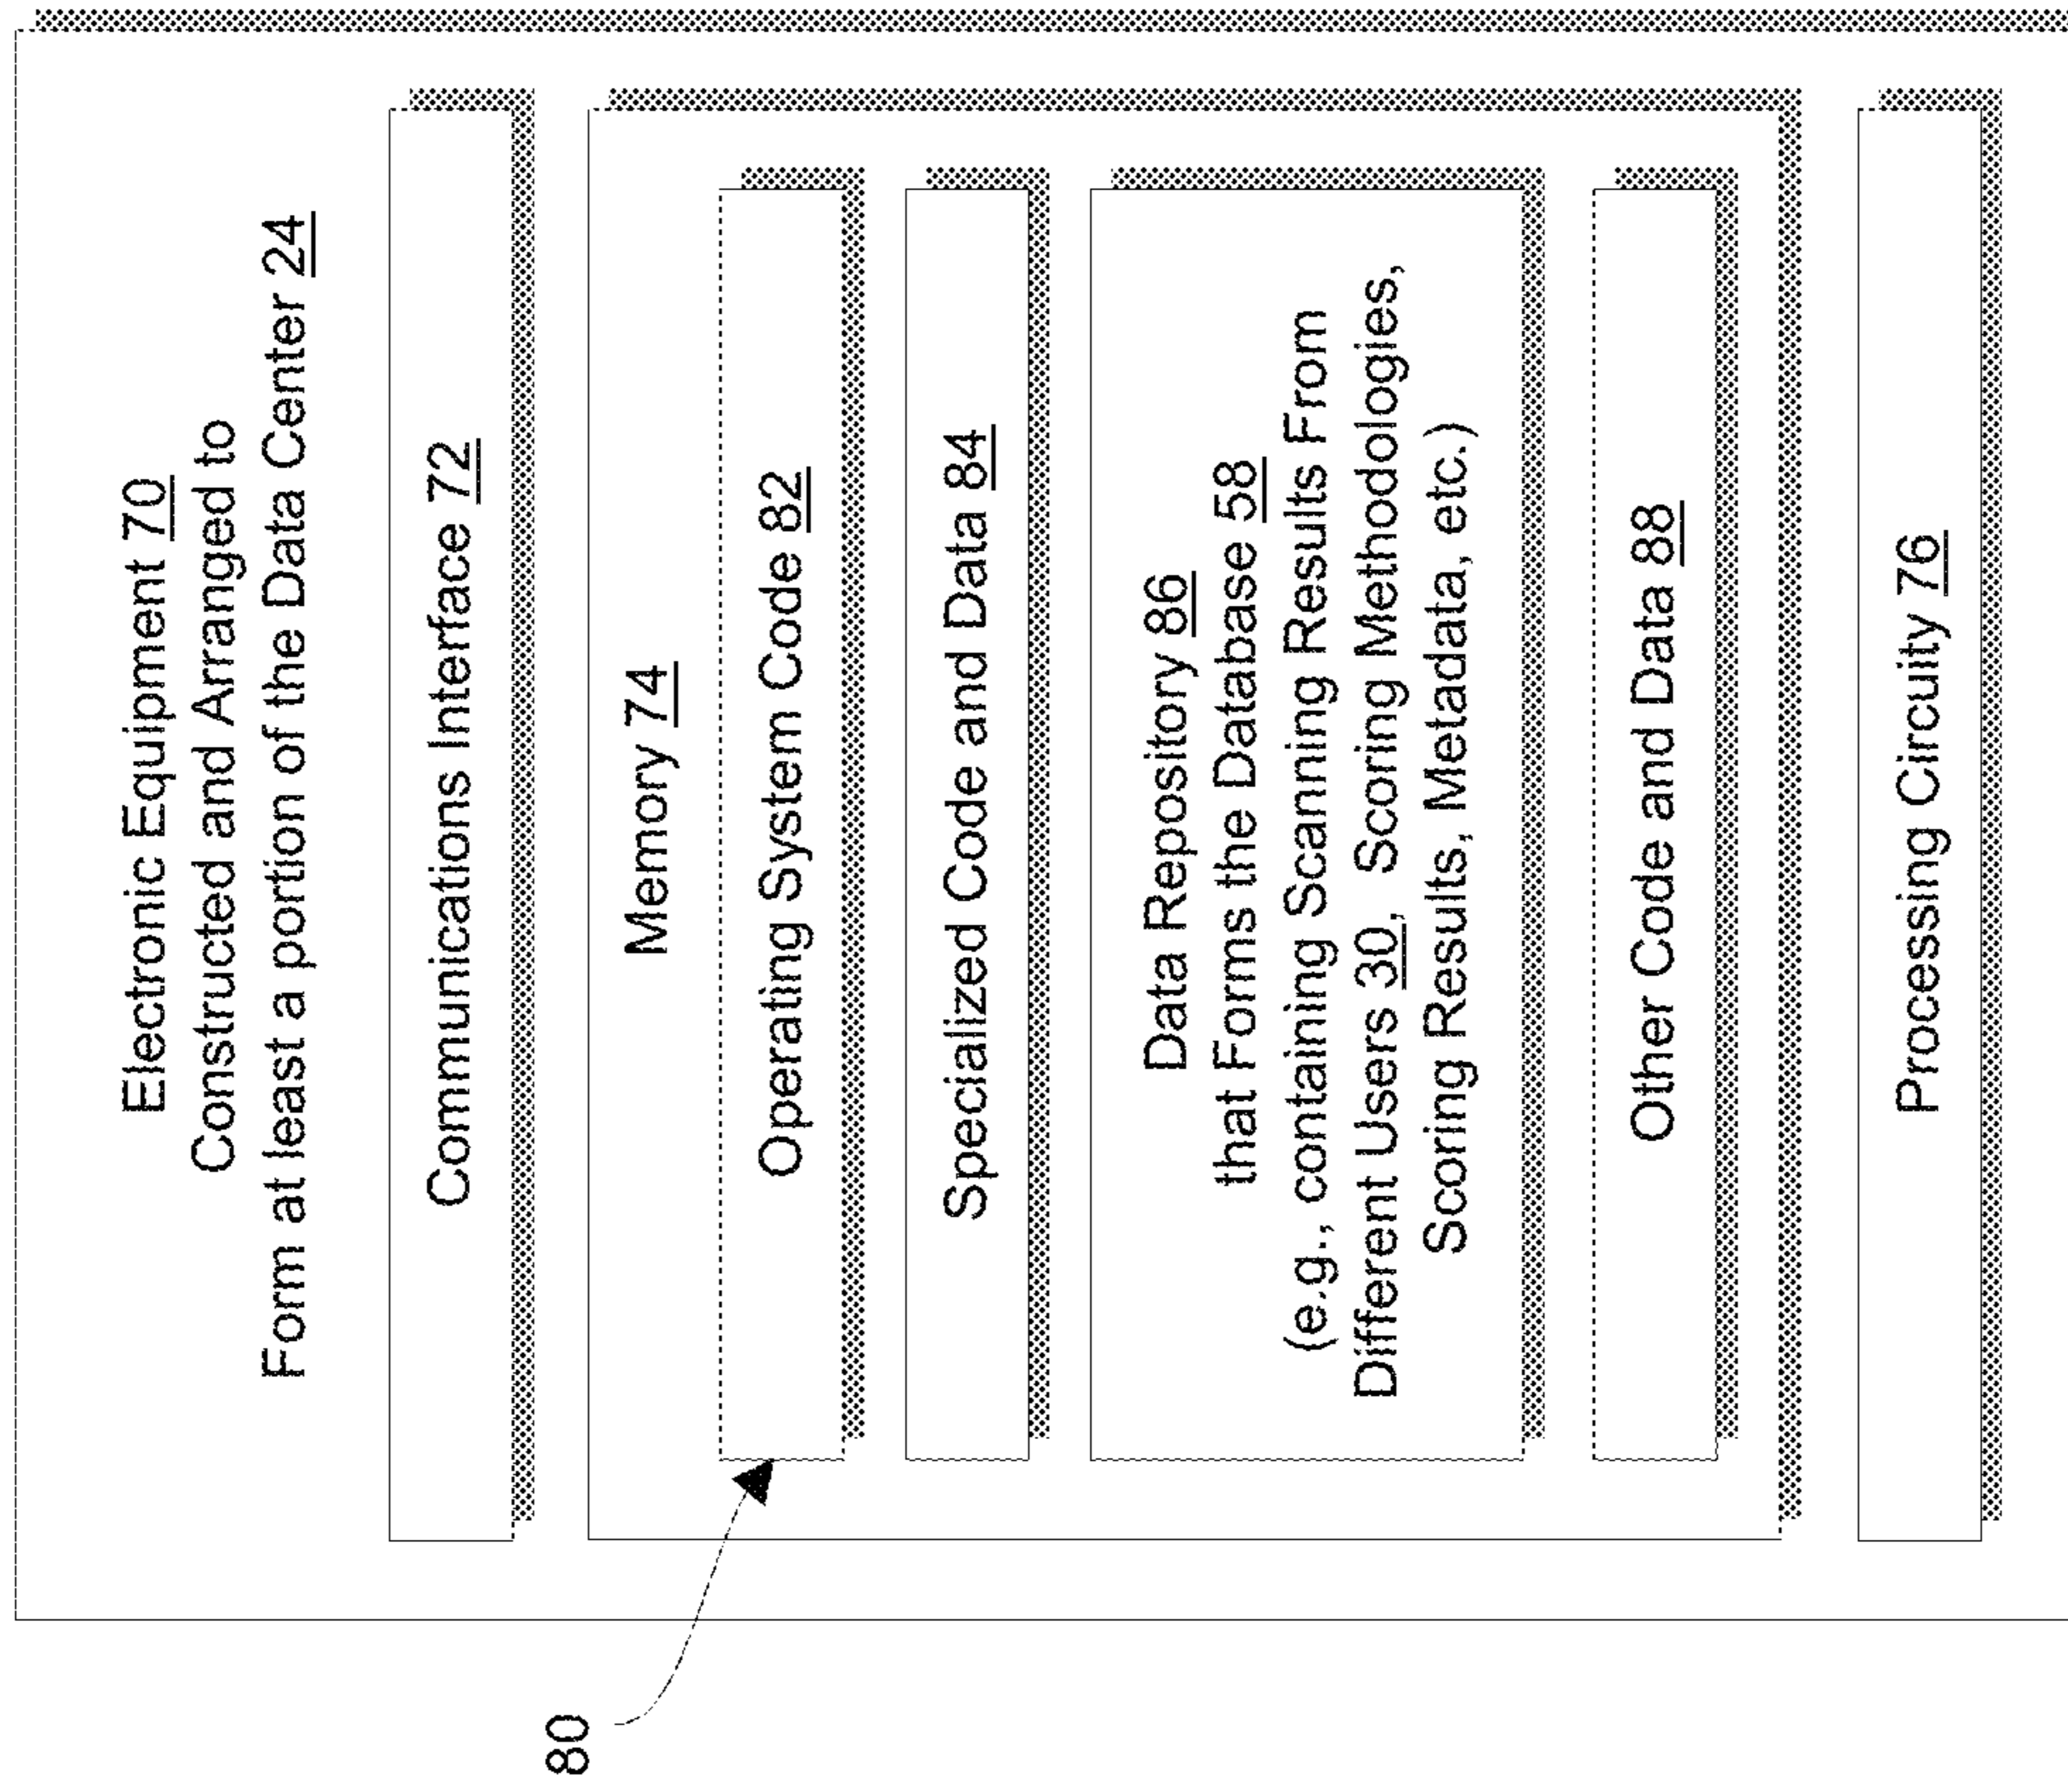 Electronic Equipment 70
Constructed and Arranged to
Form at least a portion of the Data Center 24
Communications Interface 72
Memory 74
80
Operating System Code 82
Specialized Code and Data 84
Data Repository 86
that Forms the Database 58
(e.g., containing Scanning Results From
Different Users 30, Scoring Methodologies,
Scoring Results, Metadata, etc.)
Other Code and Data 88
Processing Circuity 76